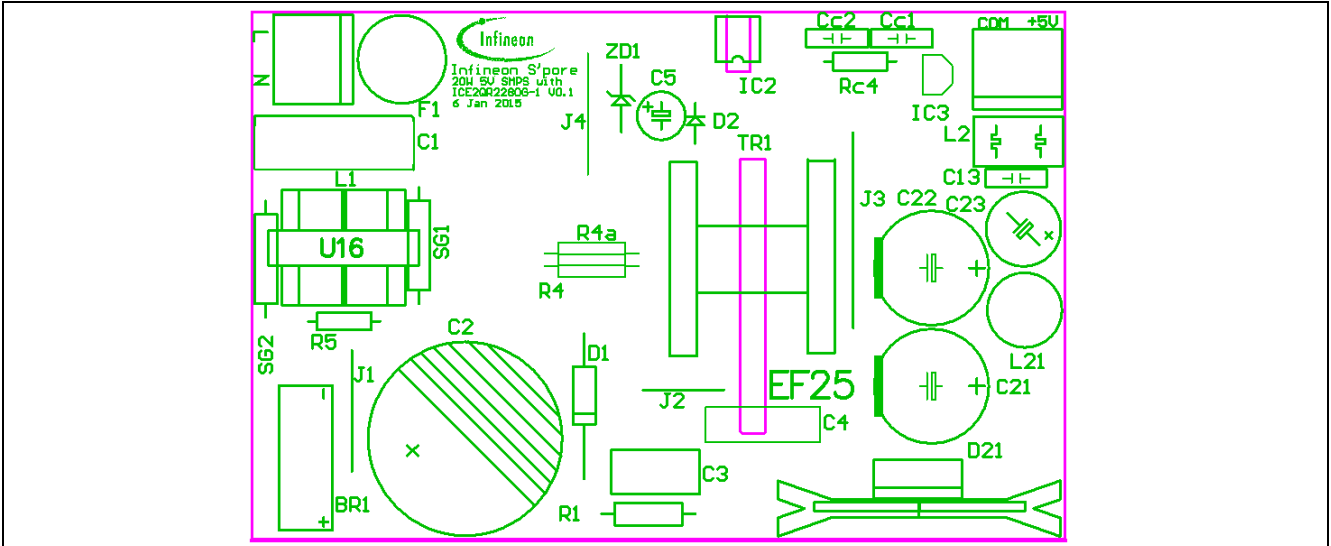 L
N
F1
Infineon
Infineon S'pore
20W 5V SMPS with
ICE2QR2280G-1 V0.1
6 Jan 2015
ZD1
C5
+
D2
J4
IC2
Cc2
Cc1
Rc4
IC3
COM
+5V
C1
L2
C13
TR1
L1
U16
SG1
SG2
R4a
R4
J3
C22
C23
x
+
R5
C2
J1
D1
J2
EF25
L21
C21
+
C4
x
BR1
-
+
C3
R1
D21